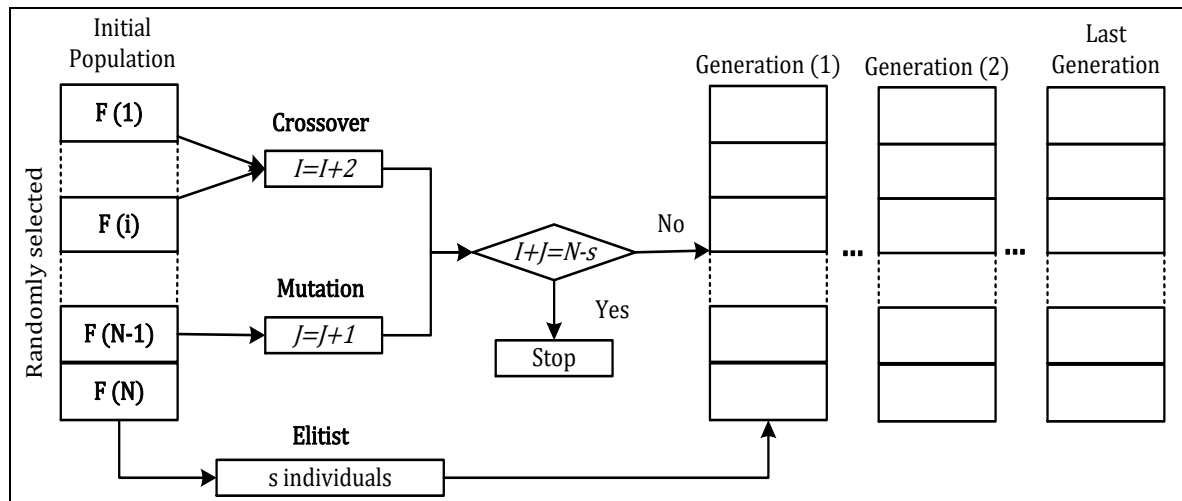 Initial
Population
Randomly selected
F (1)
F (i)
F (N-1)
F (N)
Crossover
I=I+2
Mutation
J=J+1
Elitist
s individuals
I+J=N-s
No
Yes
Stop
Generation (1)
...
Generation (2)
...
Last
Generation